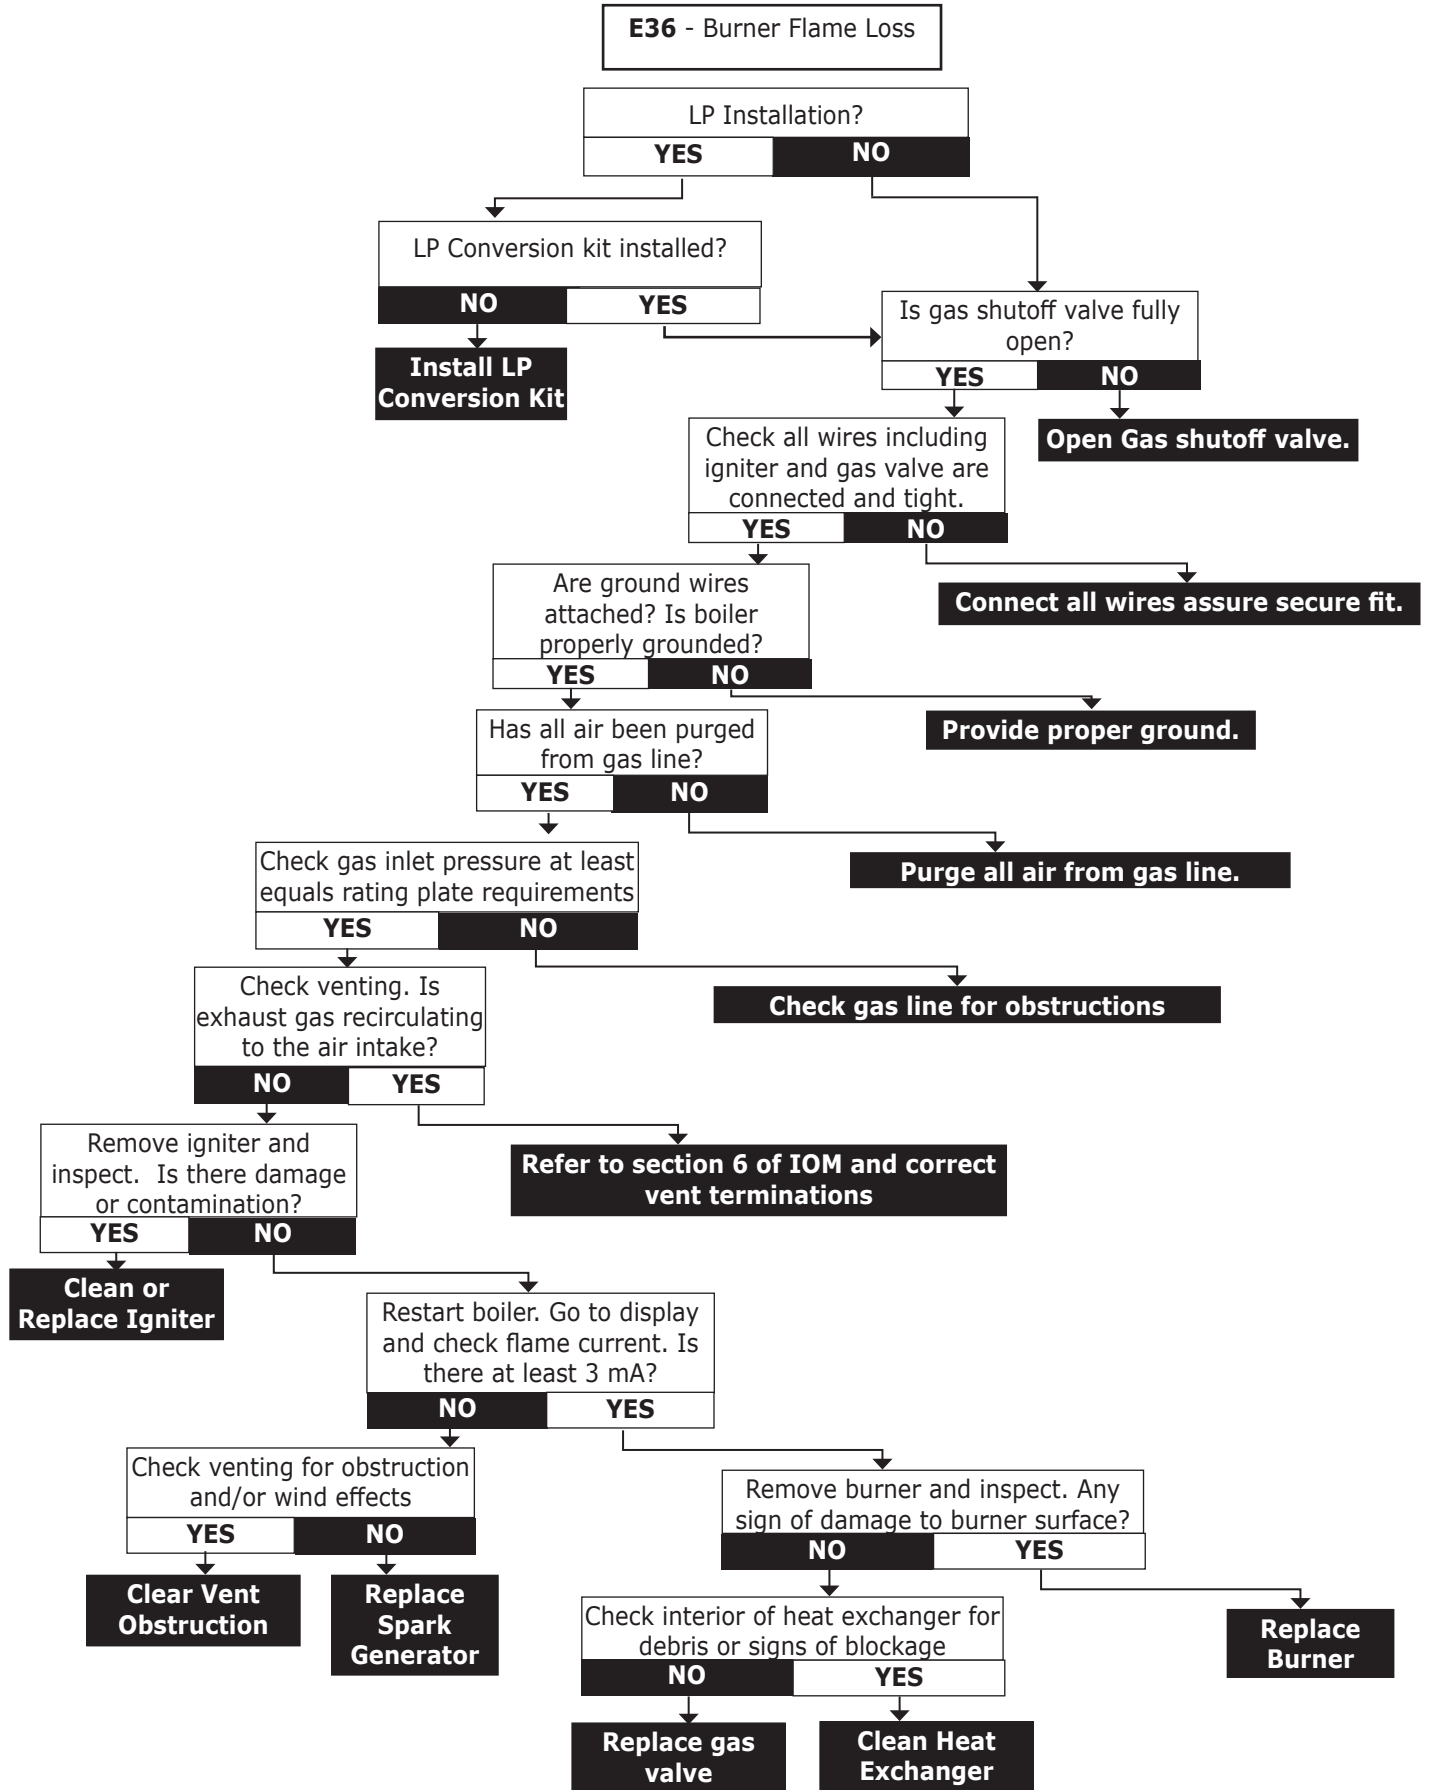 E36 - Burner Flame Loss
LP Installation?
YES NO
LP Conversion kit installed?
NO YES
Install LP
Conversion Kit
Is gas shutoff valve fully
open?
YES NO
Open Gas shutoff valve.
Check all wires including
igniter and gas valve are
connected and tight.
YES NO
Connect all wires assure secure fit.
Are ground wires
attached? Is boiler
properly grounded?
YES NO
Provide proper ground.
Has all air been purged
from gas line?
YES NO
Purge all air from gas line.
Check gas inlet pressure at least
equals rating plate requirements
YES NO
Check gas line for obstructions
Check venting. Is
exhaust gas recirculating
to the air intake?
NO YES
Refer to section 6 of IOM and correct
vent terminations
Remove igniter and
inspect. Is there damage
or contamination?
YES NO
Clean or
Replace Igniter
Restart boiler. Go to display
and check flame current. Is
there at least 3 mA?
NO YES
Check venting for obstruction
and/or wind effects
YES NO
Clear Vent
Obstruction
Replace
Spark
Generator
Remove burner and inspect. Any
sign of damage to burner surface?
NO YES
Replace
Burner
Check interior of heat exchanger for
debris or signs of blockage
NO YES
Replace gas
valve
Clean Heat
Exchanger